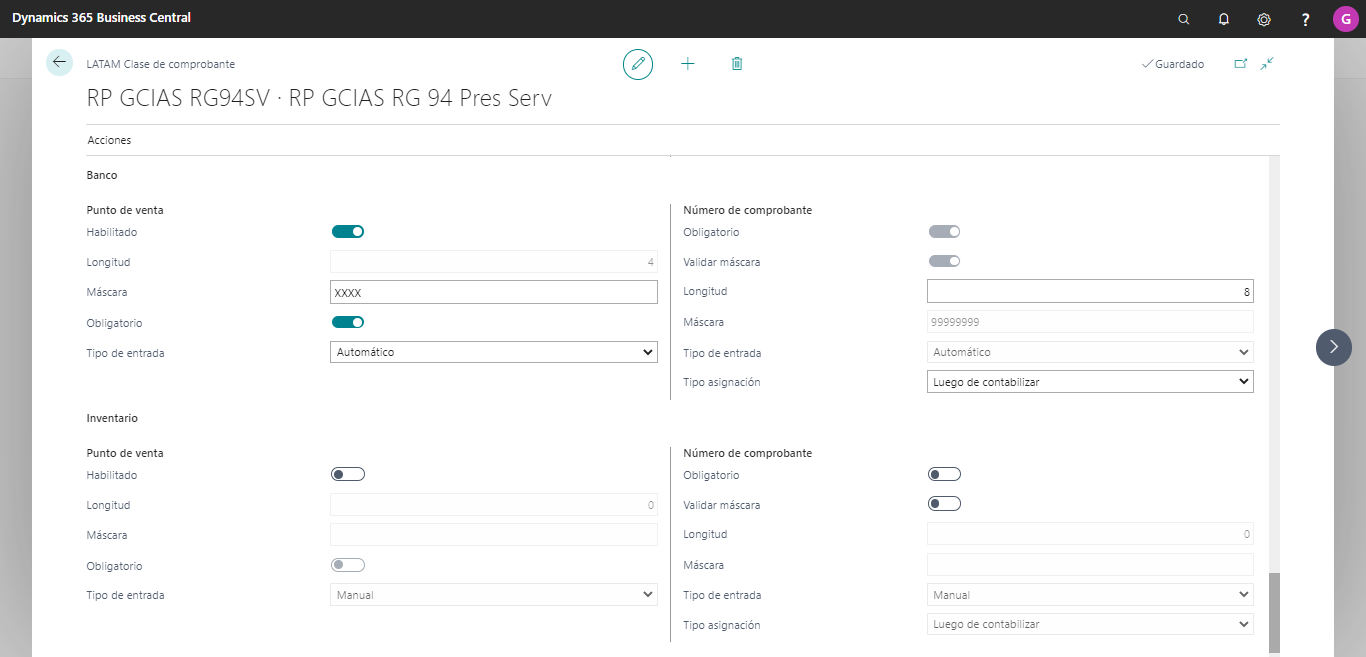 Dynamics 365 Business Central
?
G
LATAM Clase de comprobante
Guardado
RP GCIAS RG94SV · RP GCIAS RG 94 Pres Serv
Acciones
Banco
Punto de venta
Habilitado
Longitud 4
Máscara XXXX
Obligatorio
Tipo de entrada Automático
Número de comprobante
Obligatorio
Validar máscara
Longitud 8
Máscara 99999999
Tipo de entrada Automático
Tipo asignación Luego de contabilizar
Inventario
Punto de venta
Habilitado
Longitud 0
Máscara
Obligatorio
Tipo de entrada Manual
Número de comprobante
Obligatorio
Validar máscara
Longitud 0
Máscara
Tipo de entrada Manual
Tipo asignación Luego de contabilizar